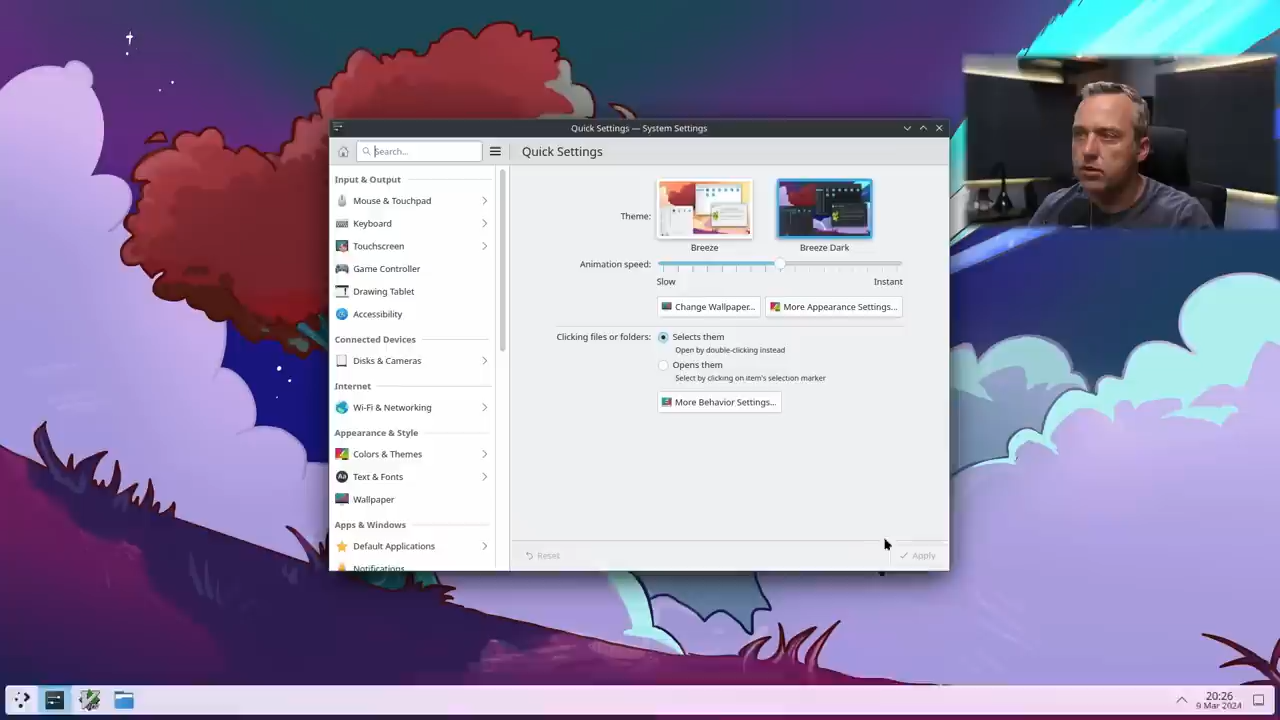 Quick Settings — System Settings
Search...
Quick Settings
Input & Output
Mouse & Touchpad
Keyboard
Touchscreen
Game Controller
Drawing Tablet
Accessibility
Connected Devices
Disks & Cameras
Internet
Wi-Fi & Networking
Appearance & Style
Colors & Themes
Aa Text & Fonts
Wallpaper
Apps & Windows
Default Applications
Notifications
Theme:
Breeze
Breeze Dark
Animation speed:
Slow
Instant
Change Wallpaper...
More Appearance Settings...
Clicking files or folders:
Selects them
Open by double-clicking instead
Opens them
Select by clicking on item's selection marker
More Behavior Settings...
Reset
Apply
20:26
9 Mar 2024